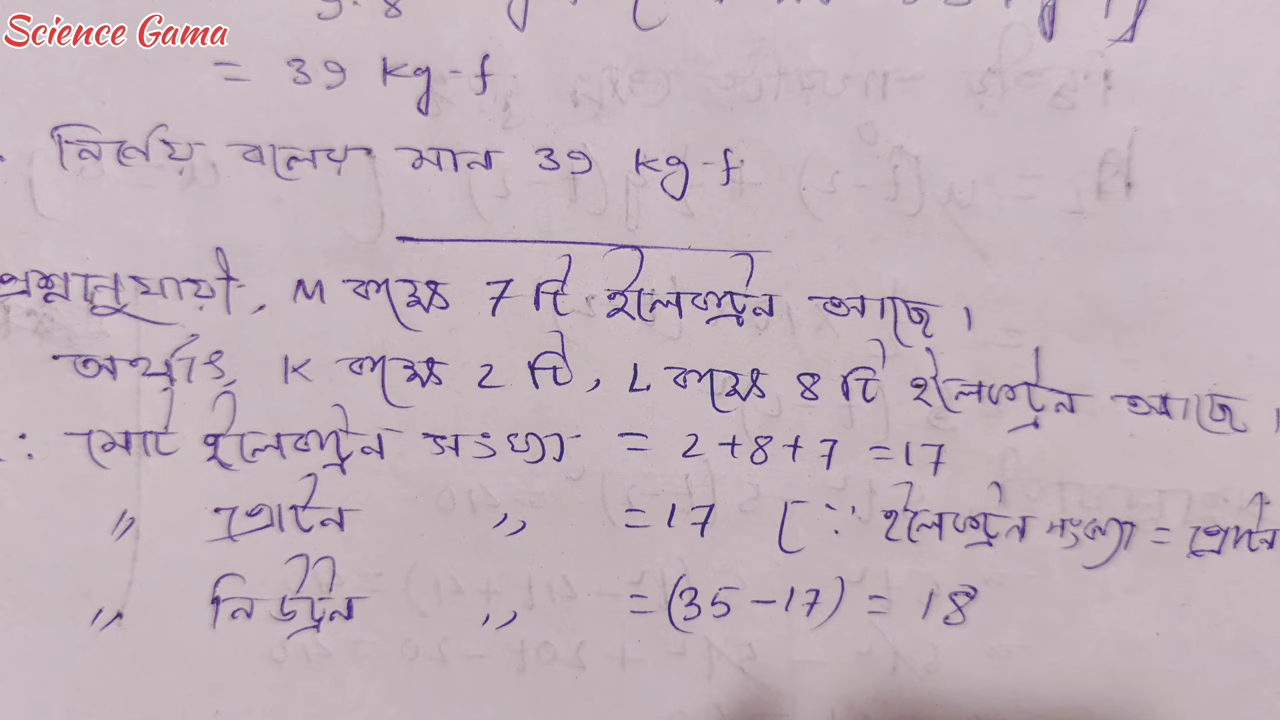 Science Gama
9.8
= 39 kg-f
নির্ণেয় বলের মান 39 kg-f
প্রশ্নানুযায়ী, M কক্ষে 7 টি ইলেকট্রন আছে।
অর্থাৎ, K কক্ষে 2 টি, L কক্ষে 8 টি ইলেকট্রন আছে।
∴ মোট ইলেকট্রন সংখ্যা = 2+8+7 = 17
" প্রোটন " = 17 [∵ ইলেকট্রন সংখ্যা = প্রোটন
" নিউট্রন " = (35-17) = 18